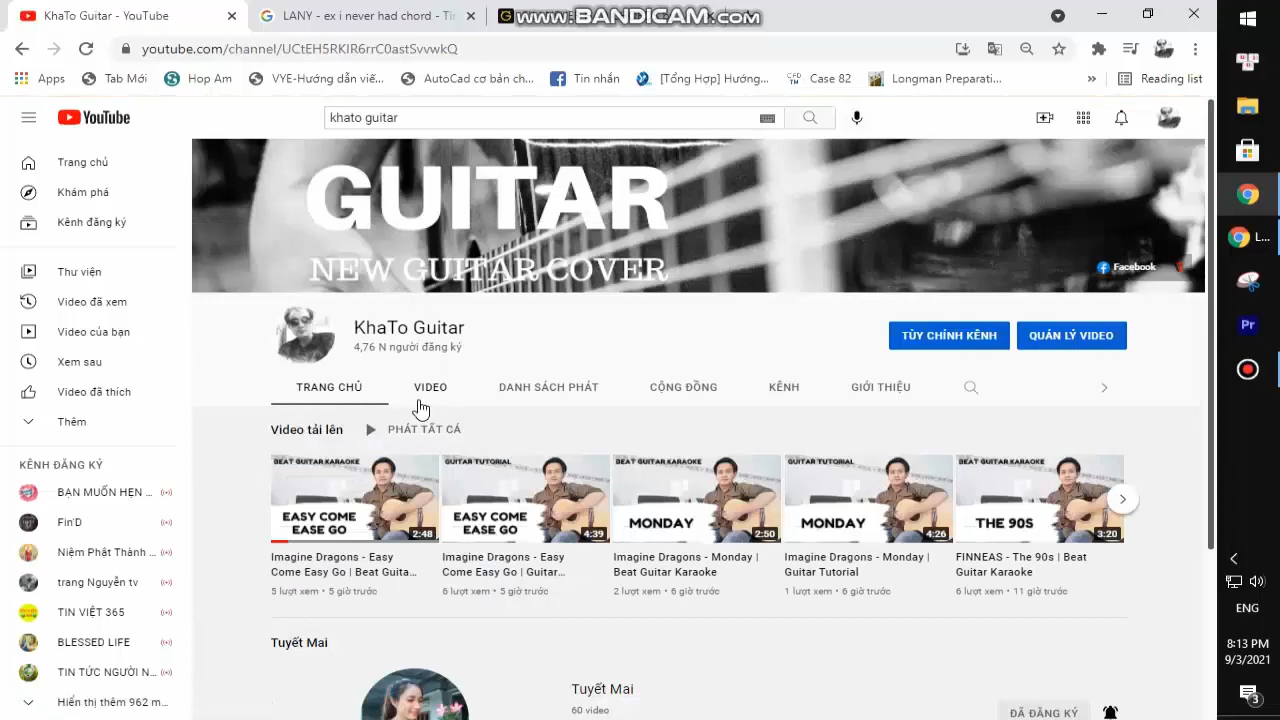 KhaTo Guitar - YouTube
LANY - ex i never had chord - Ti
www.BANDICAM.com
youtube.com/channel/UCtEH5RKIR6rrC0astSvvwkQ
Apps
Tab Mới
Hop Am
VYE-Hướng dẫn viế...
AutoCad cơ bản ch...
Tin nhắn
[Tổng Hợp] Hướng...
Case 82
Longman Preparati...
»
Reading list
YouTube
khato guitar
Trang chủ
Khám phá
Kênh đăng ký
Thư viện
Video đã xem
Video của bạn
Xem sau
Video đã thích
Thêm
KÊNH ĐĂNG KÝ
BẠN MUỐN HẸN ...
Fin'D
Niệm Phật Thành ...
trang Nguyễn tv
TIN VIỆT 365
BLESSED LIFE
TIN TỨC NGƯỜI N...
Hiển thị thêm 962 m...
GUITAR
NEW GUITAR COVER
Facebook
KhaTo Guitar
4,76 N người đăng ký
TÙY CHỈNH KÊNH
QUẢN LÝ VIDEO
TRANG CHỦ
VIDEO
DANH SÁCH PHÁT
CỘNG ĐỒNG
KÊNH
GIỚI THIỆU
Video tải lên
PHÁT TẤT CẢ
BEAT GUITAR KARAOKE
EASY COME
EASE GO
2:48
Imagine Dragons - Easy
Come Easy Go | Beat Guita...
5 lượt xem • 5 giờ trước
GUITAR TUTORIAL
EASY COME
EASE GO
4:39
Imagine Dragons - Easy
Come Easy Go | Guitar...
6 lượt xem • 5 giờ trước
BEAT GUITAR KARAOKE
MONDAY
2:50
Imagine Dragons - Monday |
Beat Guitar Karaoke
2 lượt xem • 6 giờ trước
GUITAR TUTORIAL
MONDAY
4:26
Imagine Dragons - Monday |
Guitar Tutorial
1 lượt xem • 6 giờ trước
BEAT GUITAR KARAOKE
THE 90S
3:20
FINNEAS - The 90s | Beat
Guitar Karaoke
6 lượt xem • 11 giờ trước
Tuyết Mai
Tuyết Mai
60 video
ĐÃ ĐĂNG KÝ
L...
Pr
ENG
8:13 PM
9/3/2021
3